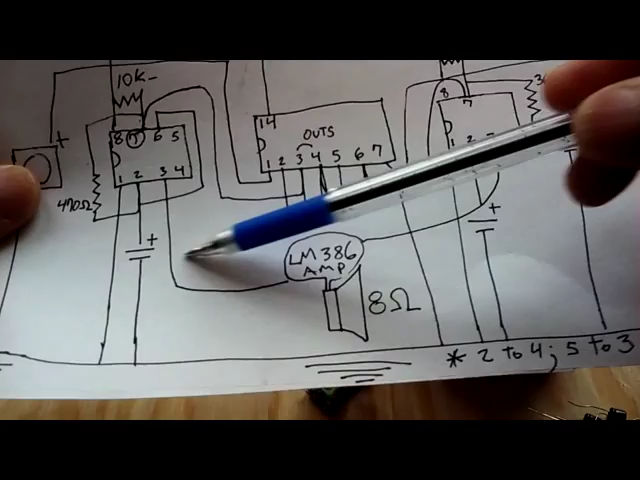 10K-
+
14
OUTS
8 7 6 5
1 2 3 4
1 2 3 4 5 6 7
8 7
1 2
470Ω
+
+
LM386
AMP
8Ω
* 2 to 4; 5 to 3